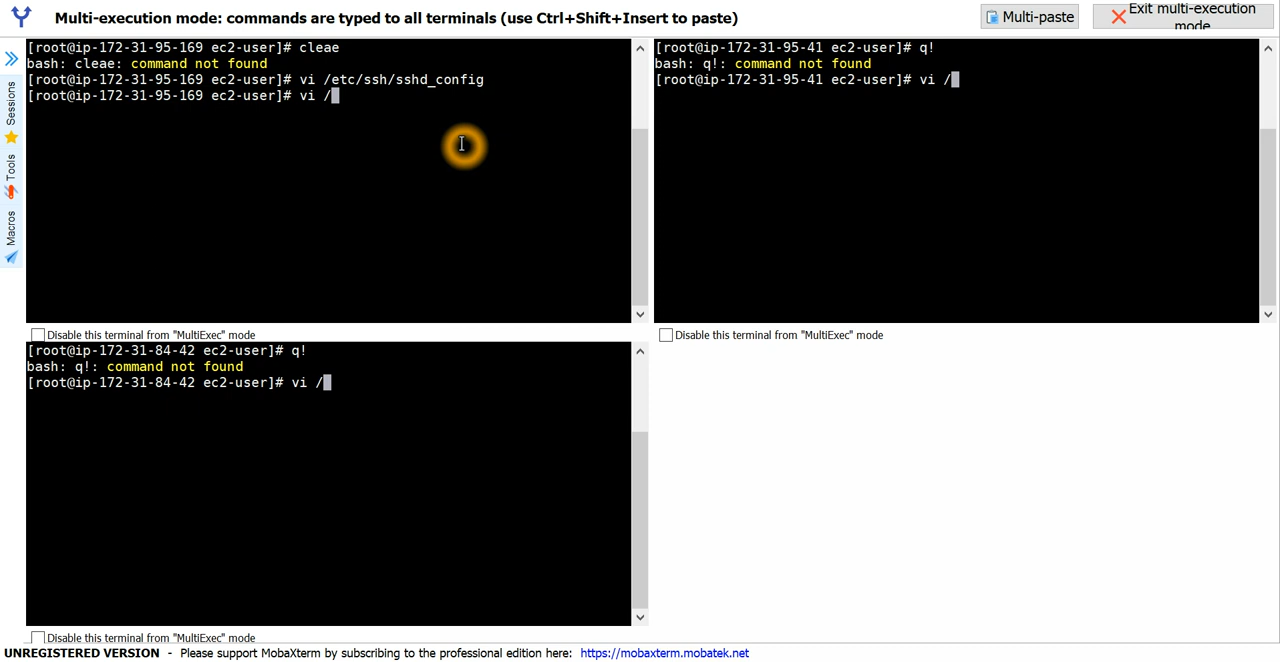 Multi-execution mode: commands are typed to all terminals (use Ctrl+Shift+Insert to paste)
Multi-paste
Exit multi-execution mode
Sessions
Tools
Macros
[root@ip-172-31-95-169 ec2-user]# cleae
bash: cleae: command not found
[root@ip-172-31-95-169 ec2-user]# vi /etc/ssh/sshd_config
[root@ip-172-31-95-169 ec2-user]# vi /
Disable this terminal from "MultiExec" mode
[root@ip-172-31-95-41 ec2-user]# q!
bash: q!: command not found
[root@ip-172-31-95-41 ec2-user]# vi /
Disable this terminal from "MultiExec" mode
[root@ip-172-31-84-42 ec2-user]# q!
bash: q!: command not found
[root@ip-172-31-84-42 ec2-user]# vi /
Disable this terminal from "MultiExec" mode
UNREGISTERED VERSION - Please support MobaXterm by subscribing to the professional edition here: https://mobaxterm.mobatek.net